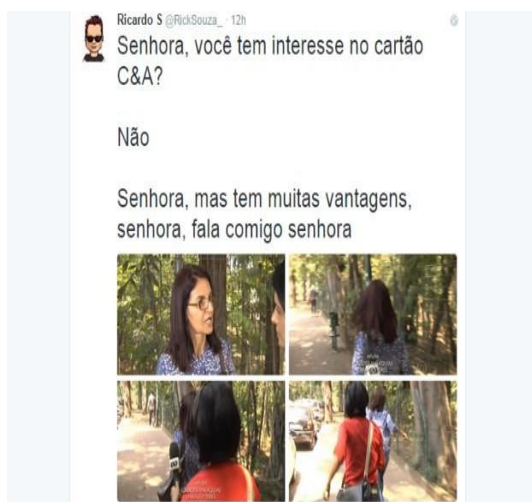 Ricardo S @RickSouza_ · 12h
Senhora, você tem interesse no cartão
C&A?
Não
Senhora, mas tem muitas vantagens,
senhora, fala comigo senhora